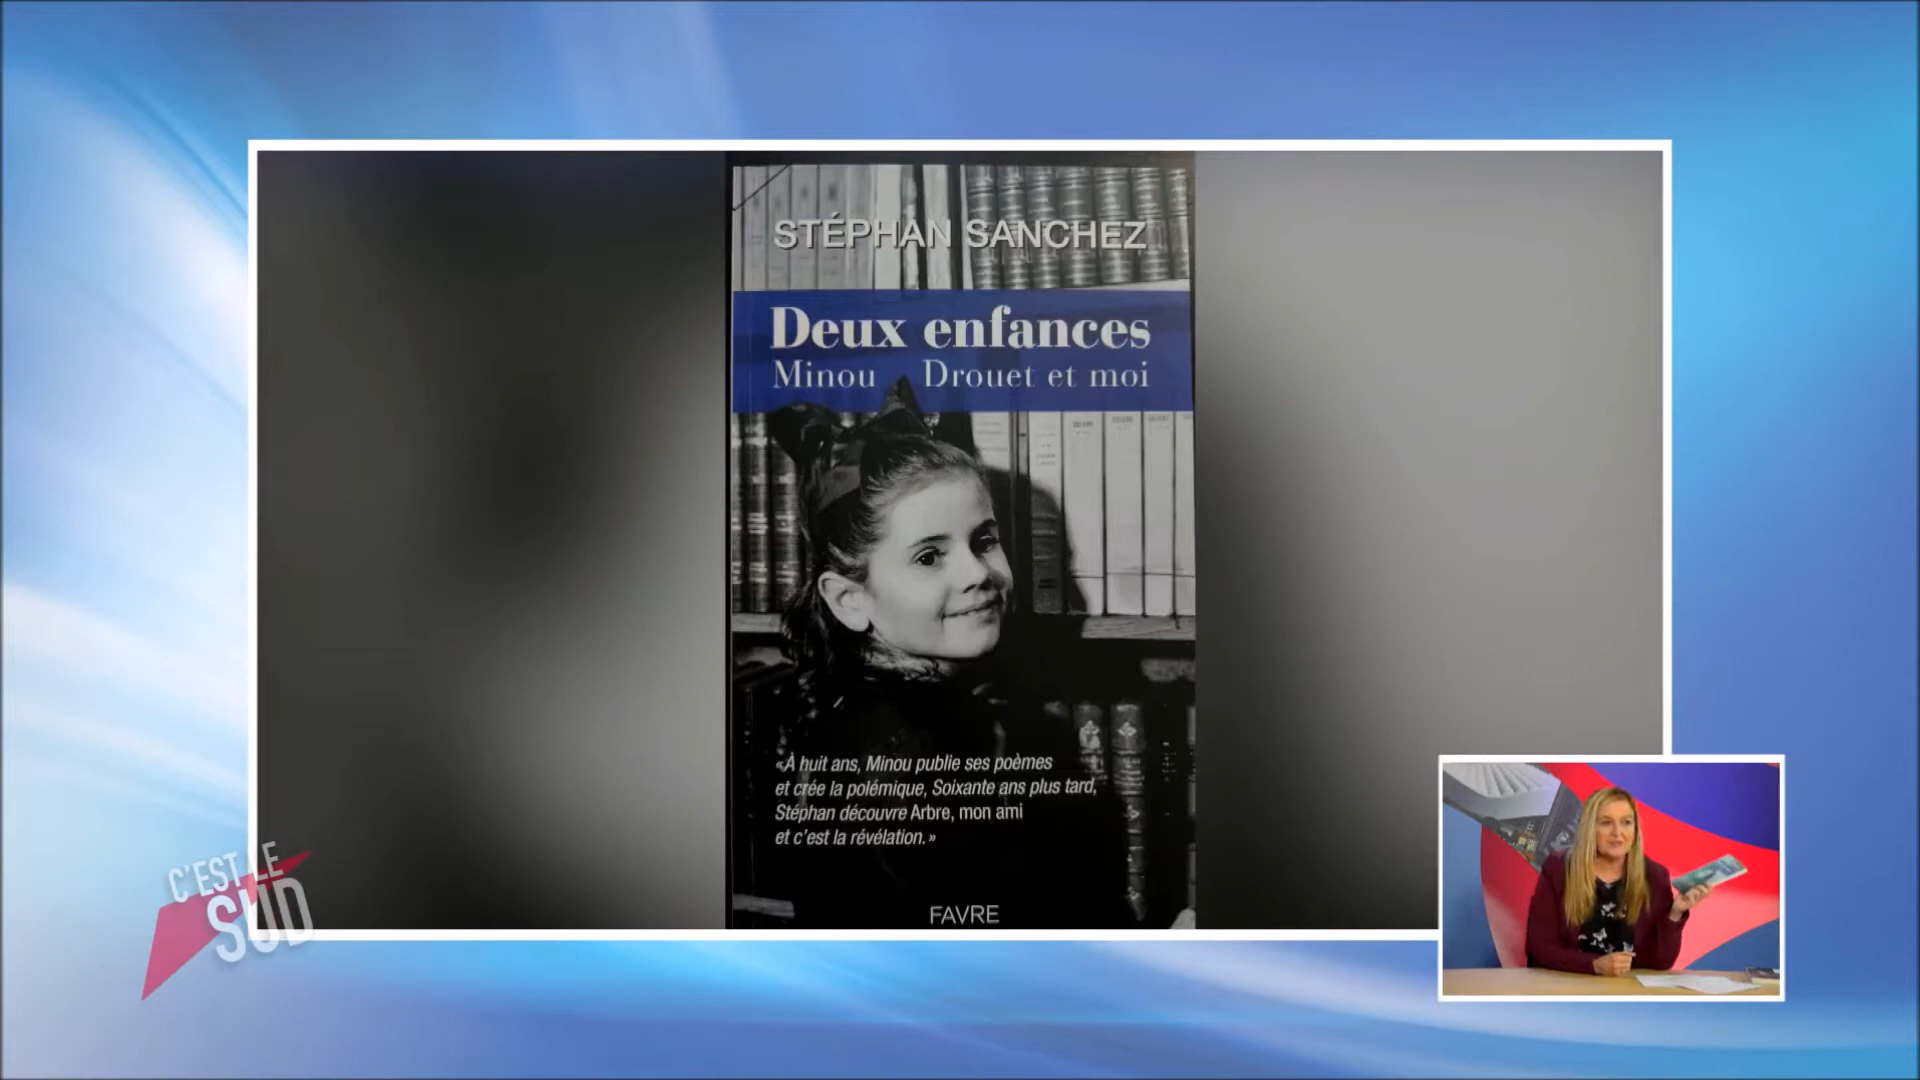 STÉPHAN SANCHEZ
Deux enfances
Minou Drouet et moi
«À huit ans, Minou publie ses poèmes
et crée la polémique, Soixante ans plus tard,
Stéphan découvre Arbre, mon ami
et c'est la révélation.»
FAVRE
C'EST LE
SUD